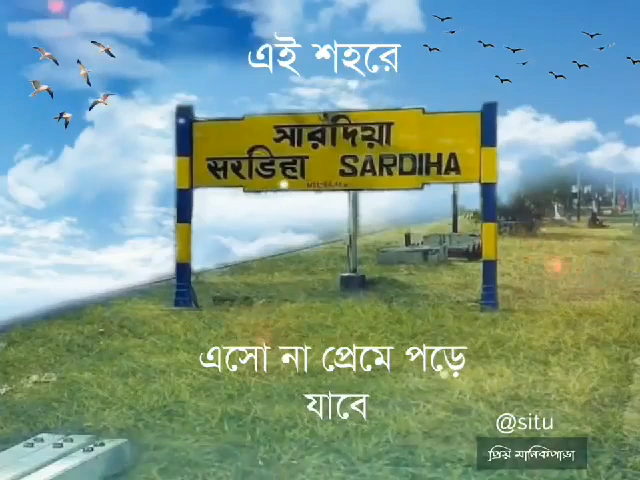 এই শহরে
সারদিয়া
सरडिहा SARDIHA
এসো না প্রেমে পড়ে
যাবে
@situ
প্রিয় মানিকপাড়া